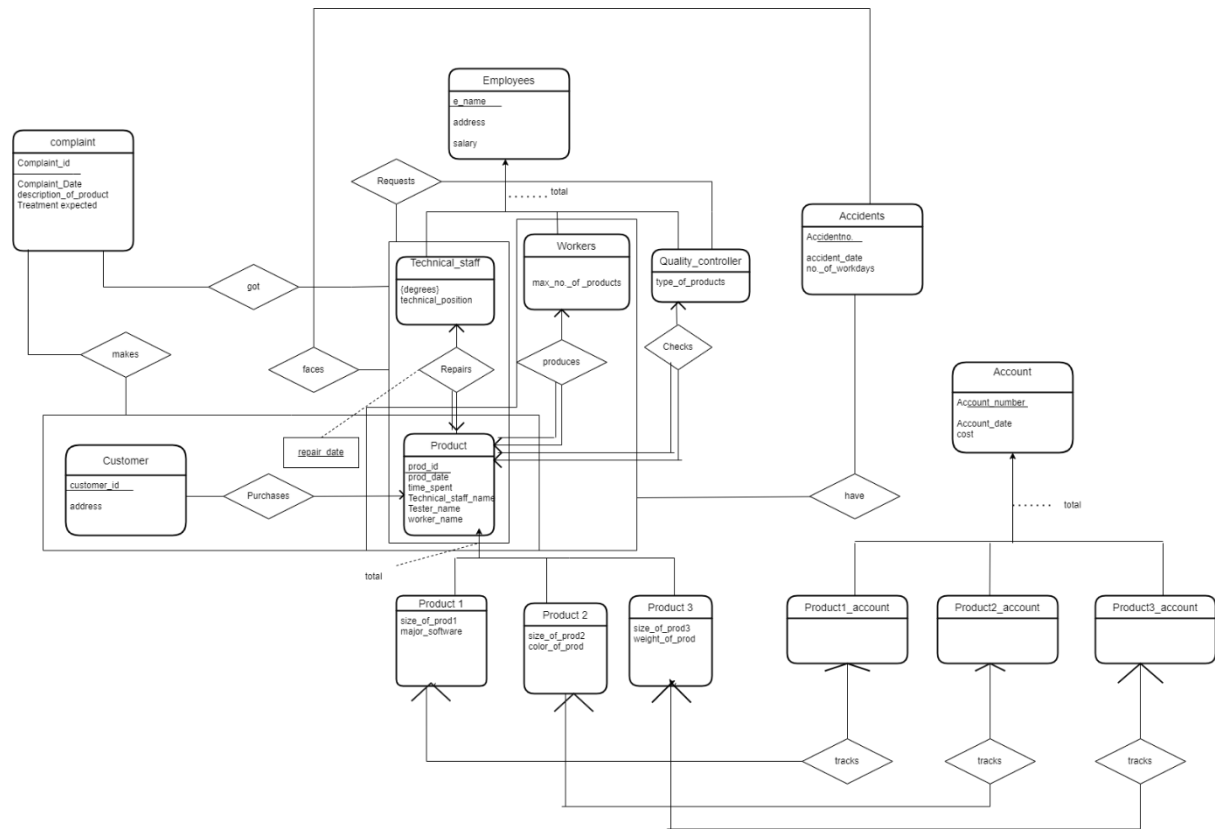 Employees
e_name
address
salary
complaint
Complaint_id
Complaint_Date
description_of_product
Treatment expected
Requests
total
Accidents
Accidentno.
accident_date
no._of_workdays
Technical_staff
{degrees}
technical_position
Workers
max_no._of _products
Quality_controller
type_of_products
got
makes
faces
Repairs
produces
Checks
Account
Account_number
Account_date
cost
repair_date
Customer
customer_id
address
Purchases
Product
prod_id
prod_date
time_spent
Technical_staff_name
Tester_name
worker_name
have
total
total
Product 1
size_of_prod1
major_software
Product 2
size_of_prod2
color_of_prod
Product 3
size_of_prod3
weight_of_prod
Product1_account
Product2_account
Product3_account
tracks
tracks
tracks